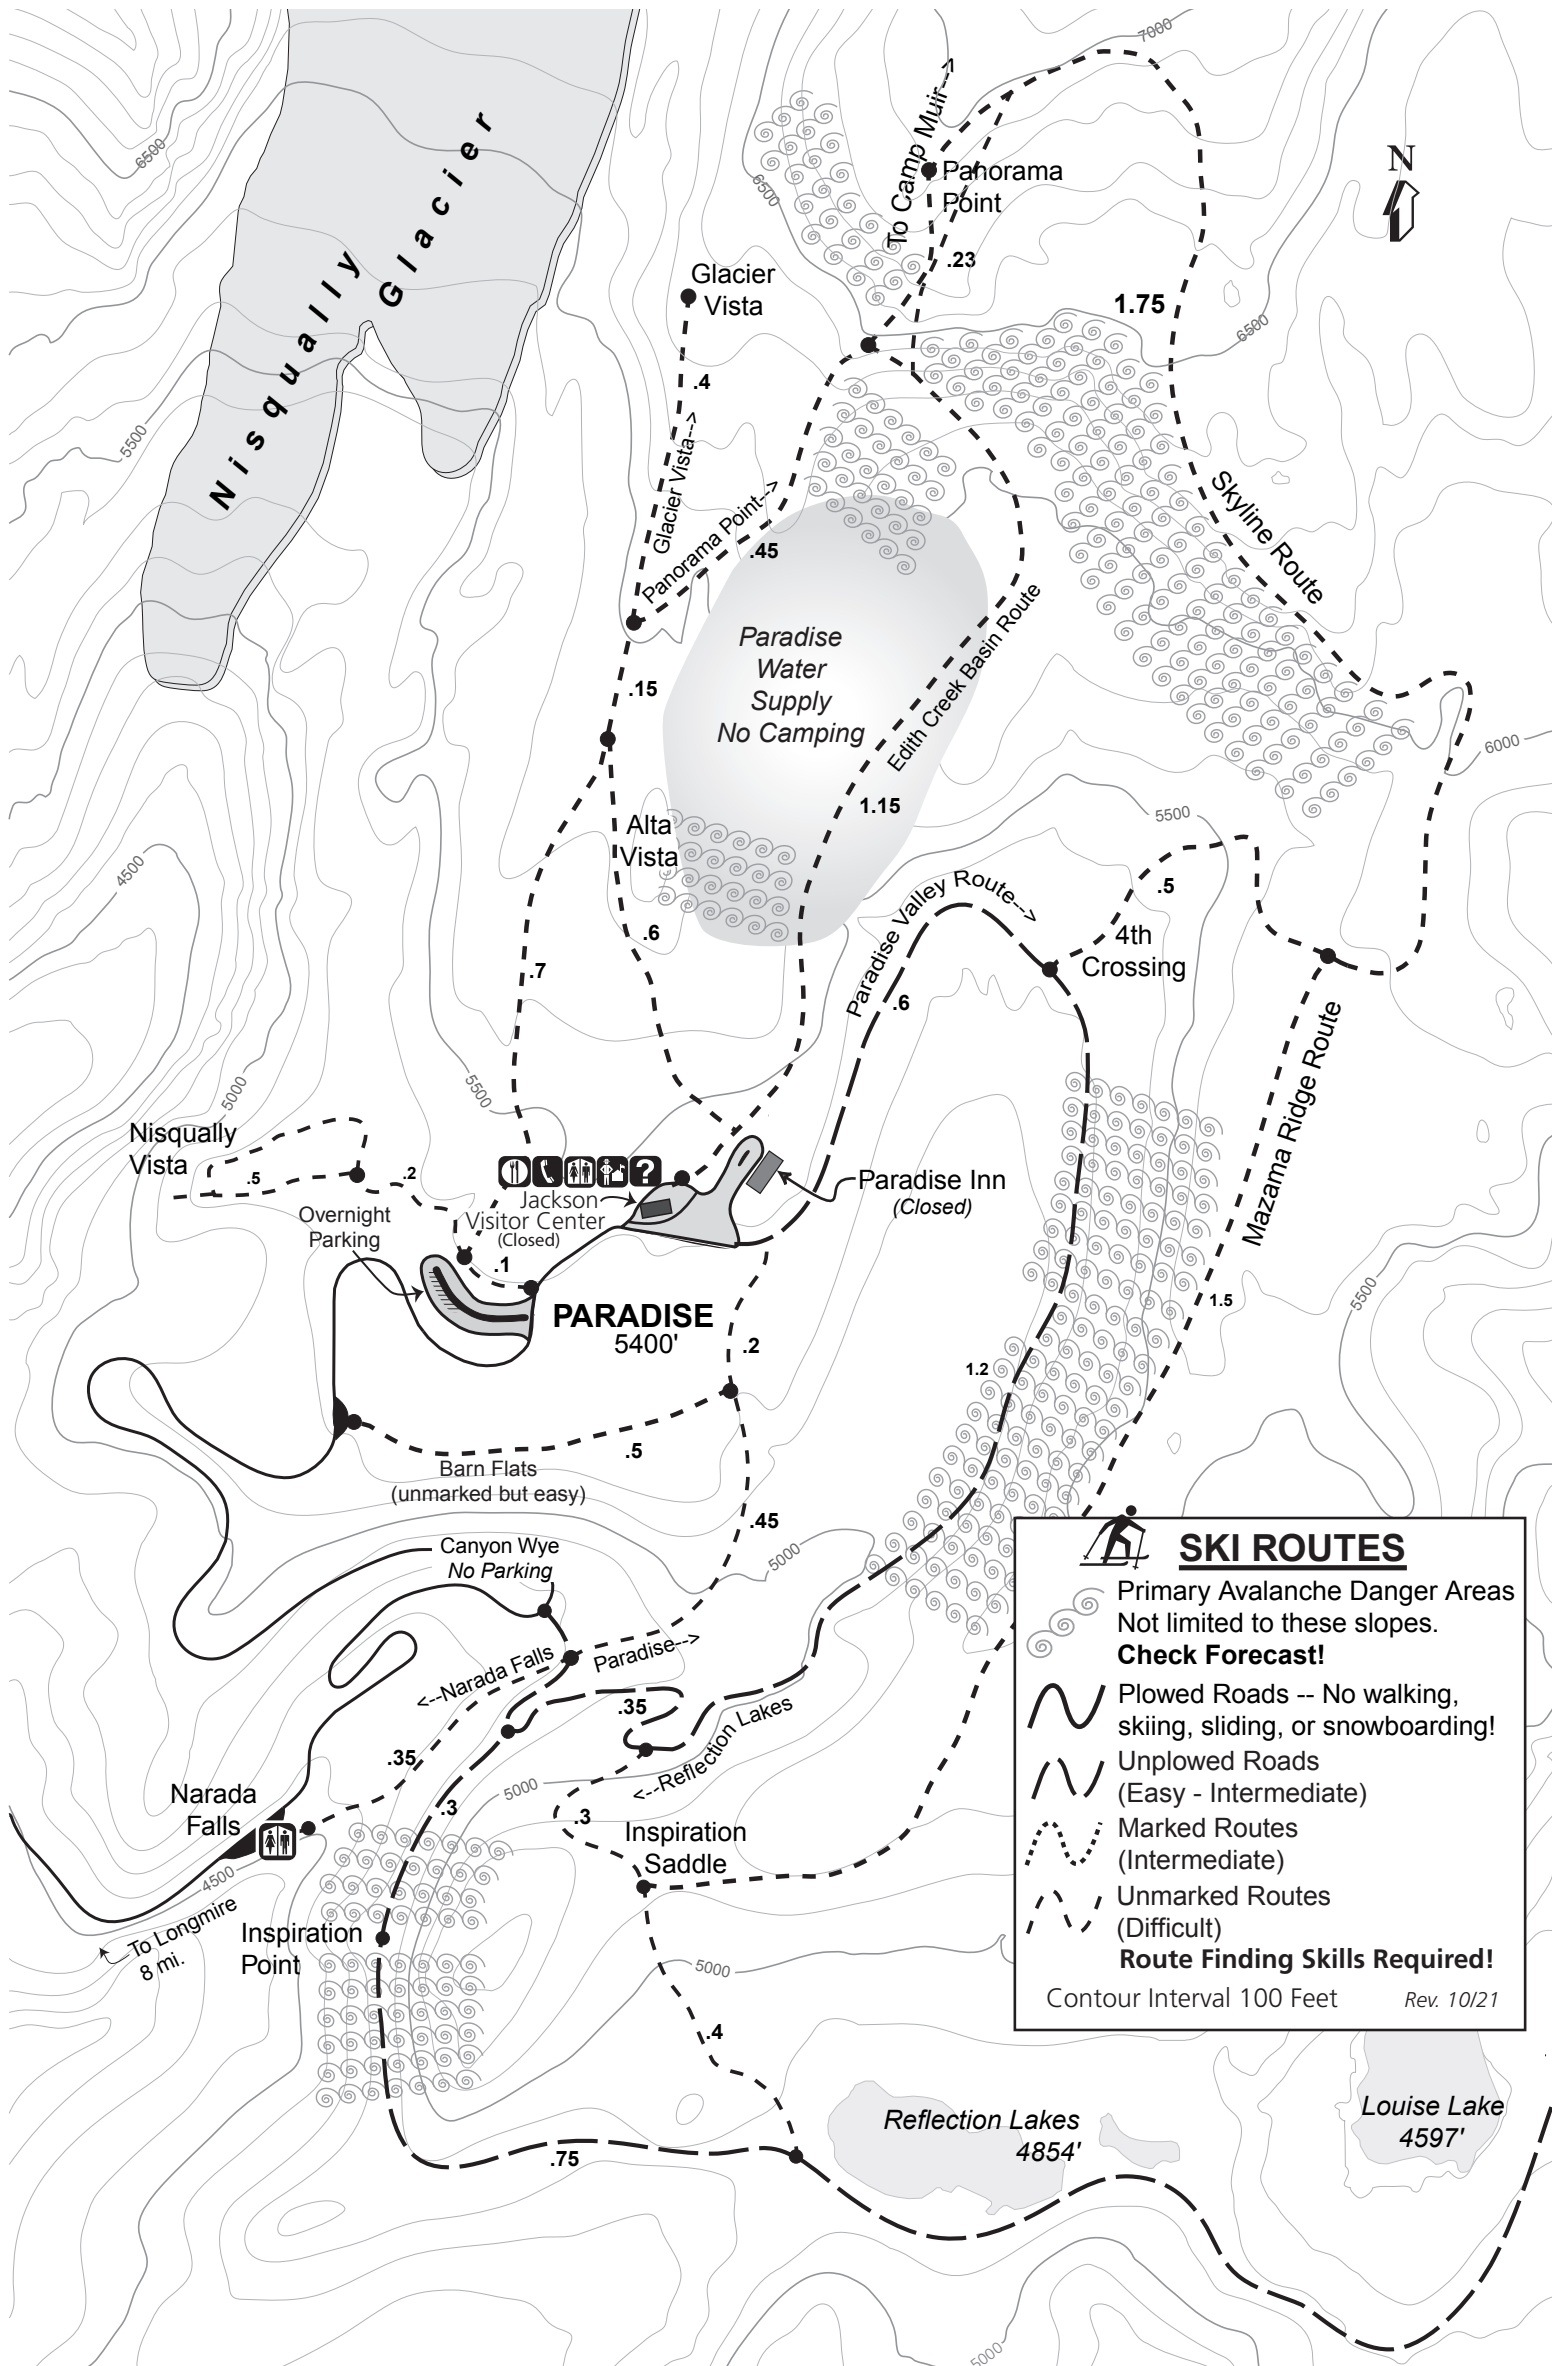 7000
To Camp Muir-->
6500
N
Panorama
Point
6500
.23
Glacier
Vista
Nisqually
Glacier
1.75
6500
.4
5500
Glacier Vista-->
Panorama Point-->
.45
Skyline Route
Paradise
Water
Supply
No Camping
Edith Creek Basin Route
.15
6000
1.15
5500
Alta
Vista
4500
Paradise Valley Route-->
.5
.6
4th
Crossing
.7
.6
Mazama Ridge Route
5500
5000
Nisqually
Vista
.5
.2
?
Jackson
Visitor Center
(Closed)
Paradise Inn
(Closed)
Overnight
Parking
.1
PARADISE
5400'
1.5
5500
.2
1.2
.5
Barn Flats
(unmarked but easy)
.45
Canyon Wye
No Parking
5000
<--Narada Falls
Paradise-->
.35
<---Reflection Lakes
.35
Narada
Falls
5000
.3
.3
Inspiration
Saddle
4500
To Longmire
8 mi.
Inspiration
Point
5000
.4
SKI ROUTES
Primary Avalanche Danger Areas
Not limited to these slopes.
Check Forecast!
Plowed Roads -- No walking,
skiing, sliding, or snowboarding!
Unplowed Roads
(Easy - Intermediate)
Marked Routes
(Intermediate)
Unmarked Routes
(Difficult)
Route Finding Skills Required!
Contour Interval 100 Feet
Rev. 10/21
Reflection Lakes
4854'
Louise Lake
4597'
.75
5000